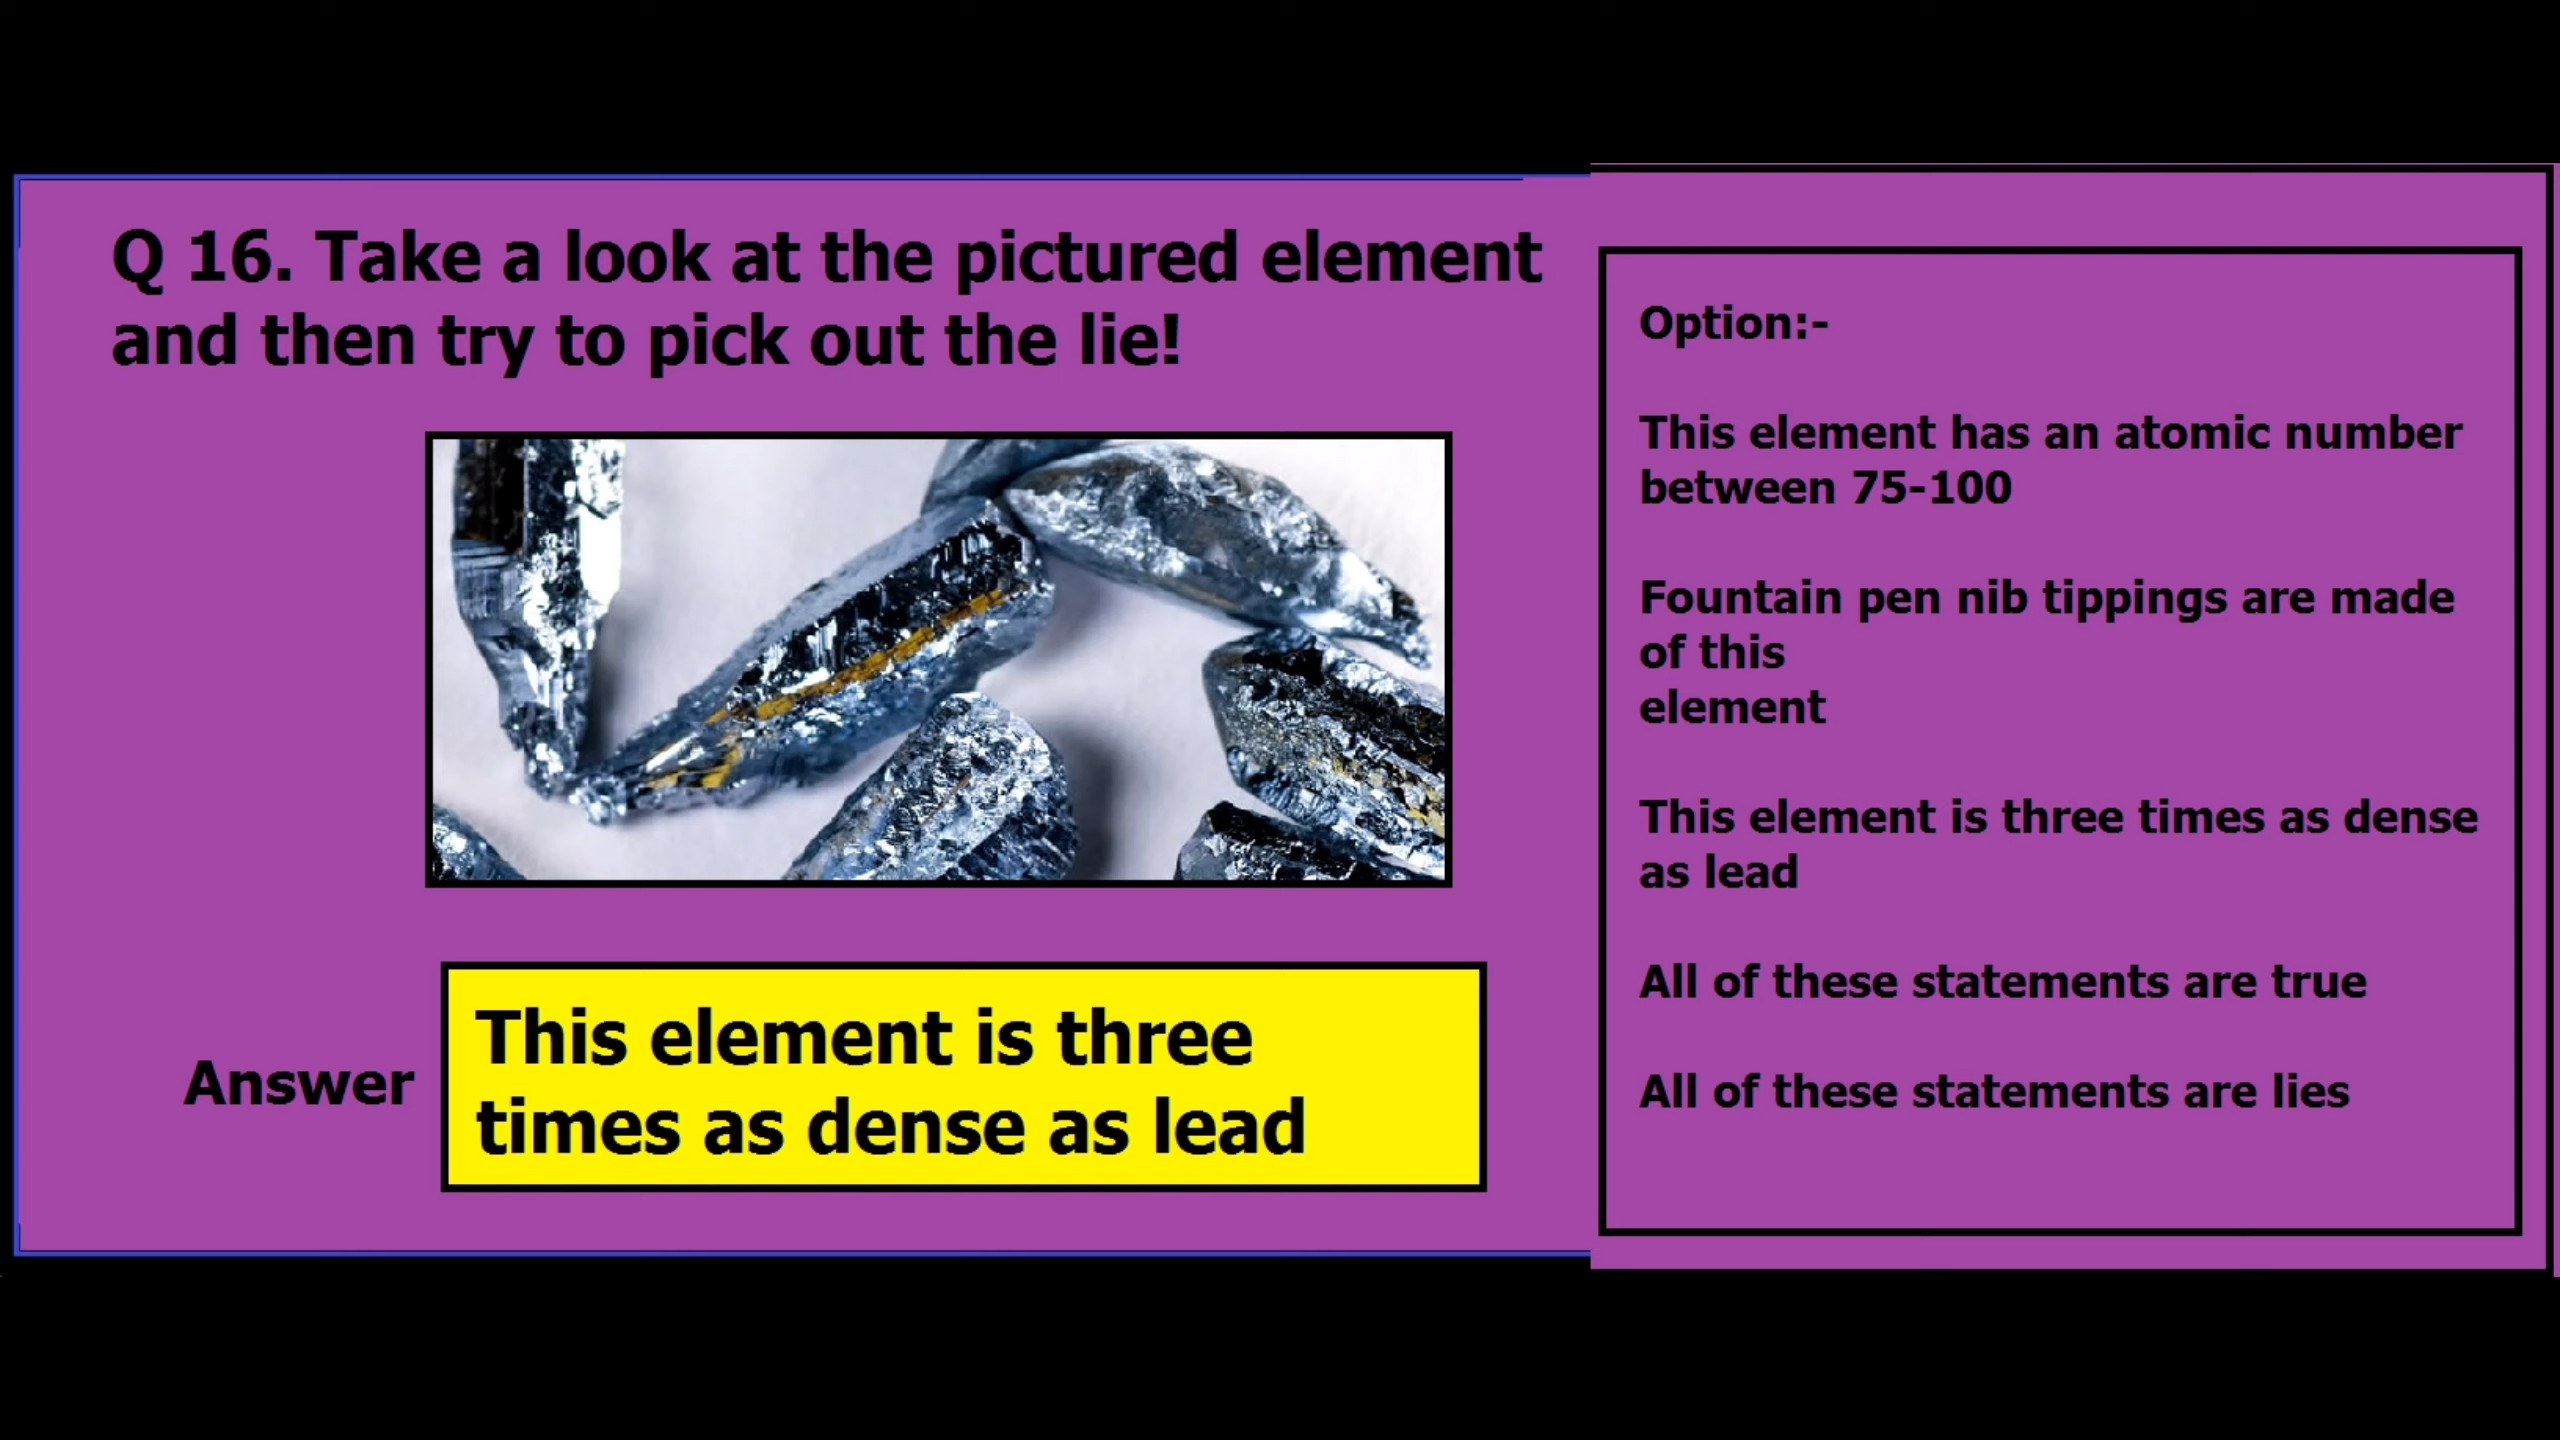 Q 16. Take a look at the pictured element
and then try to pick out the lie!
Answer
This element is three
times as dense as lead
Option:-
This element has an atomic number
between 75-100
Fountain pen nib tippings are made
of this
element
This element is three times as dense
as lead
All of these statements are true
All of these statements are lies